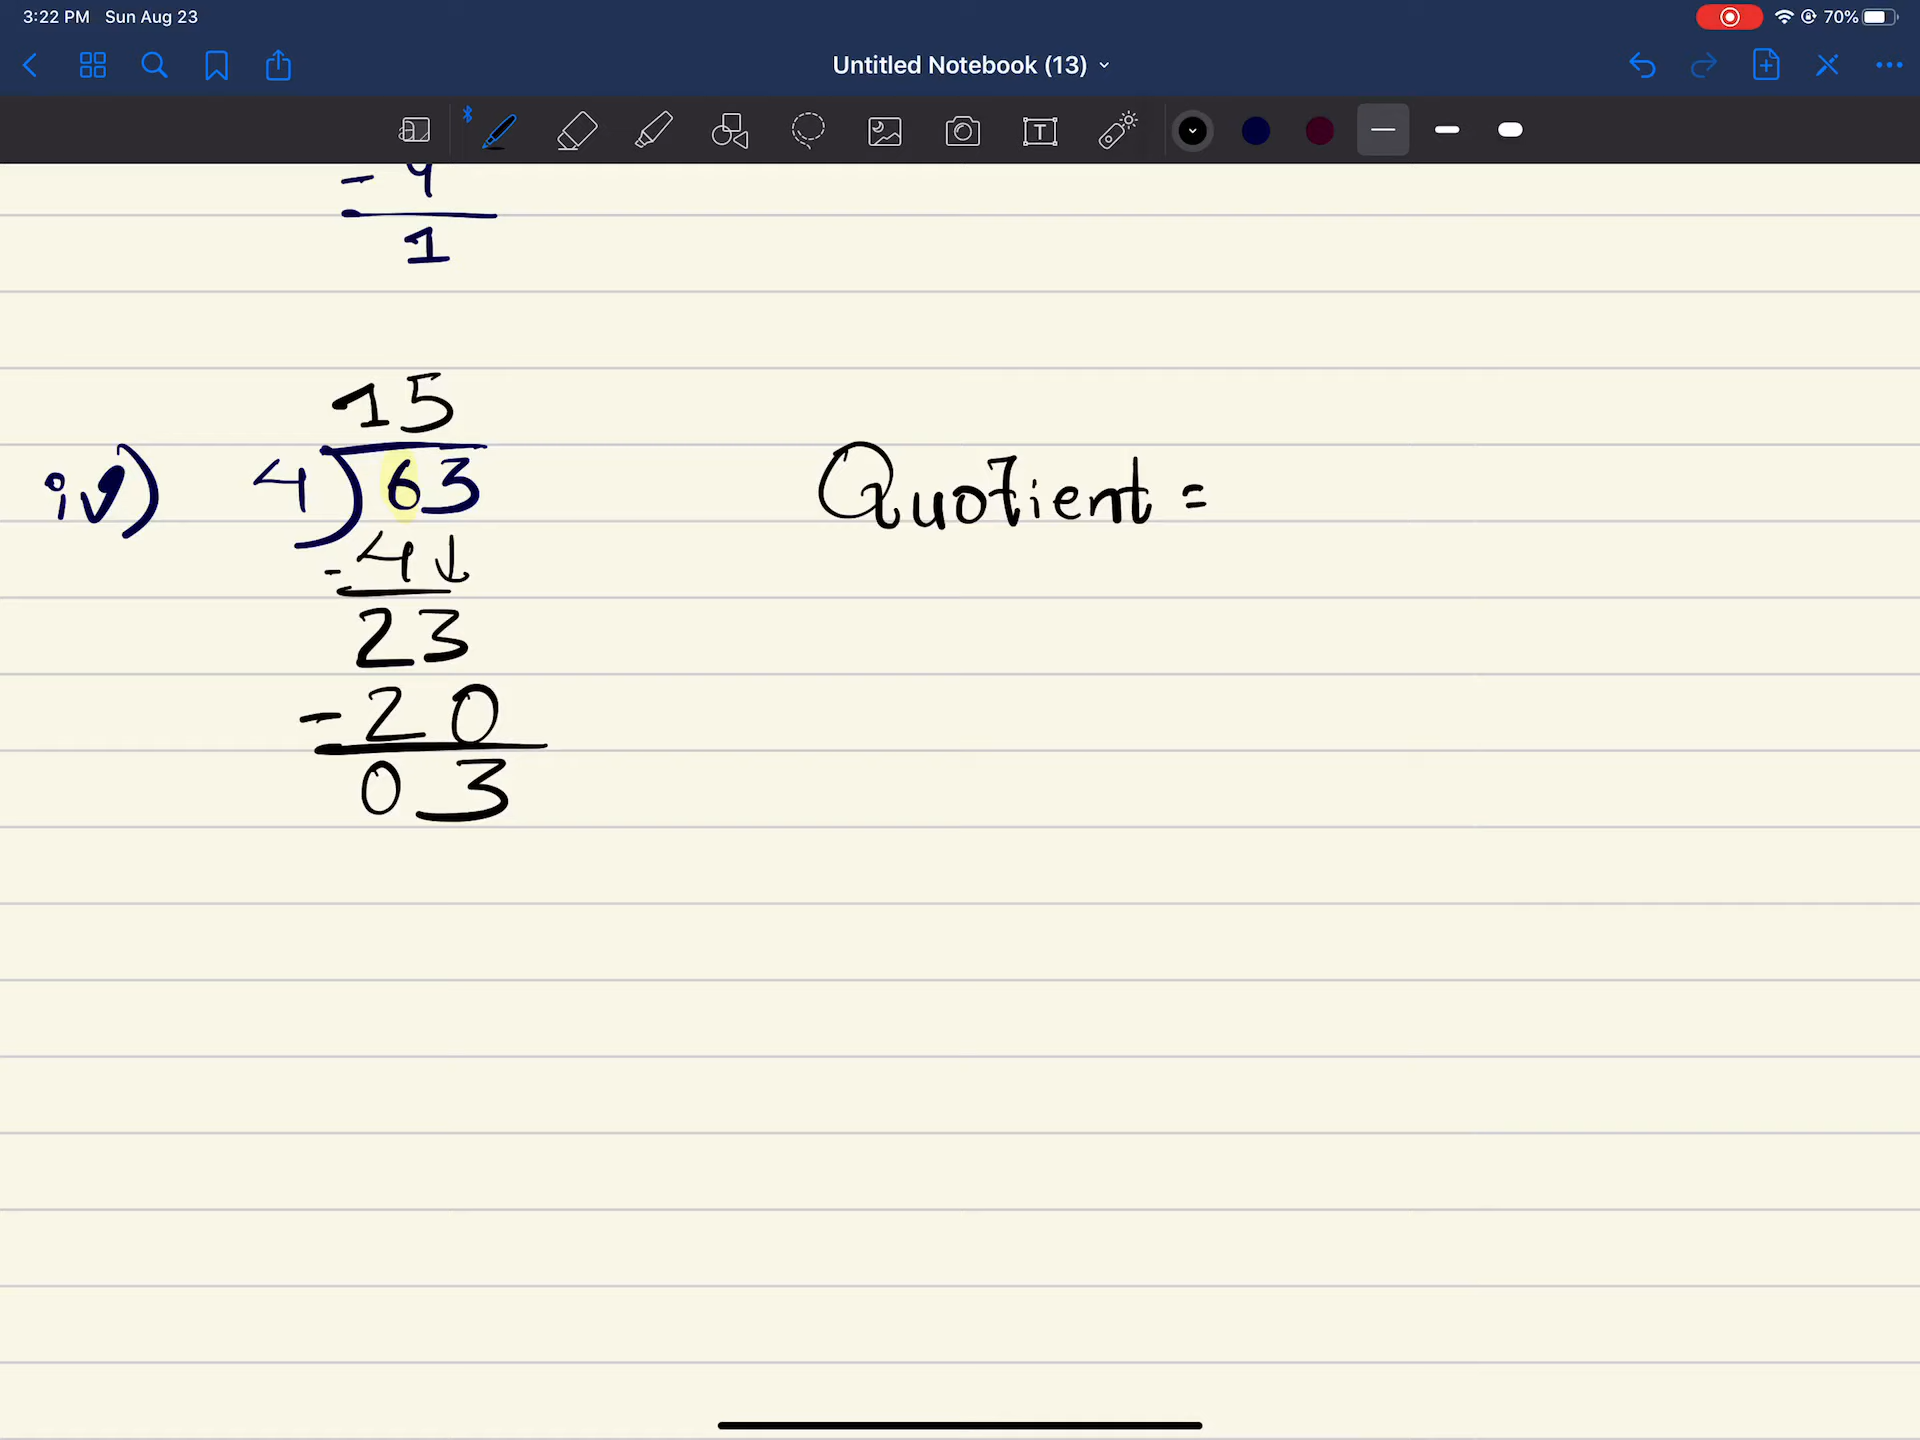 3:22 PM Sun Aug 23 70%
Untitled Notebook (13)
- 4
1
15
iv) 4) 63 Quotient =
- 4↓
23
- 20
03